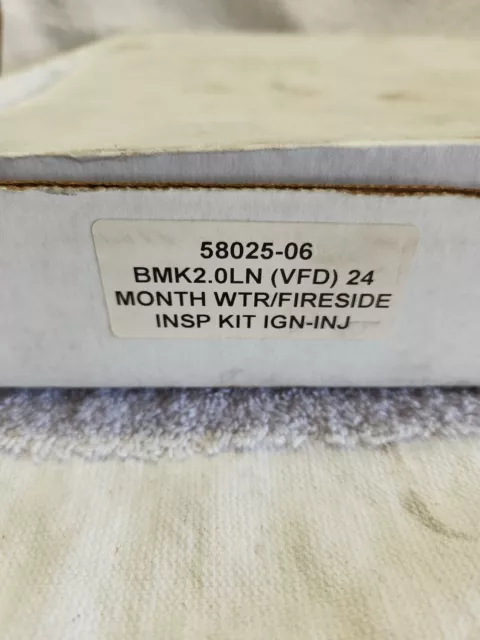 58025-06
BMK2.0LN (VFD) 24
MONTH WTR/FIRESIDE
INSP KIT IGN-INJ